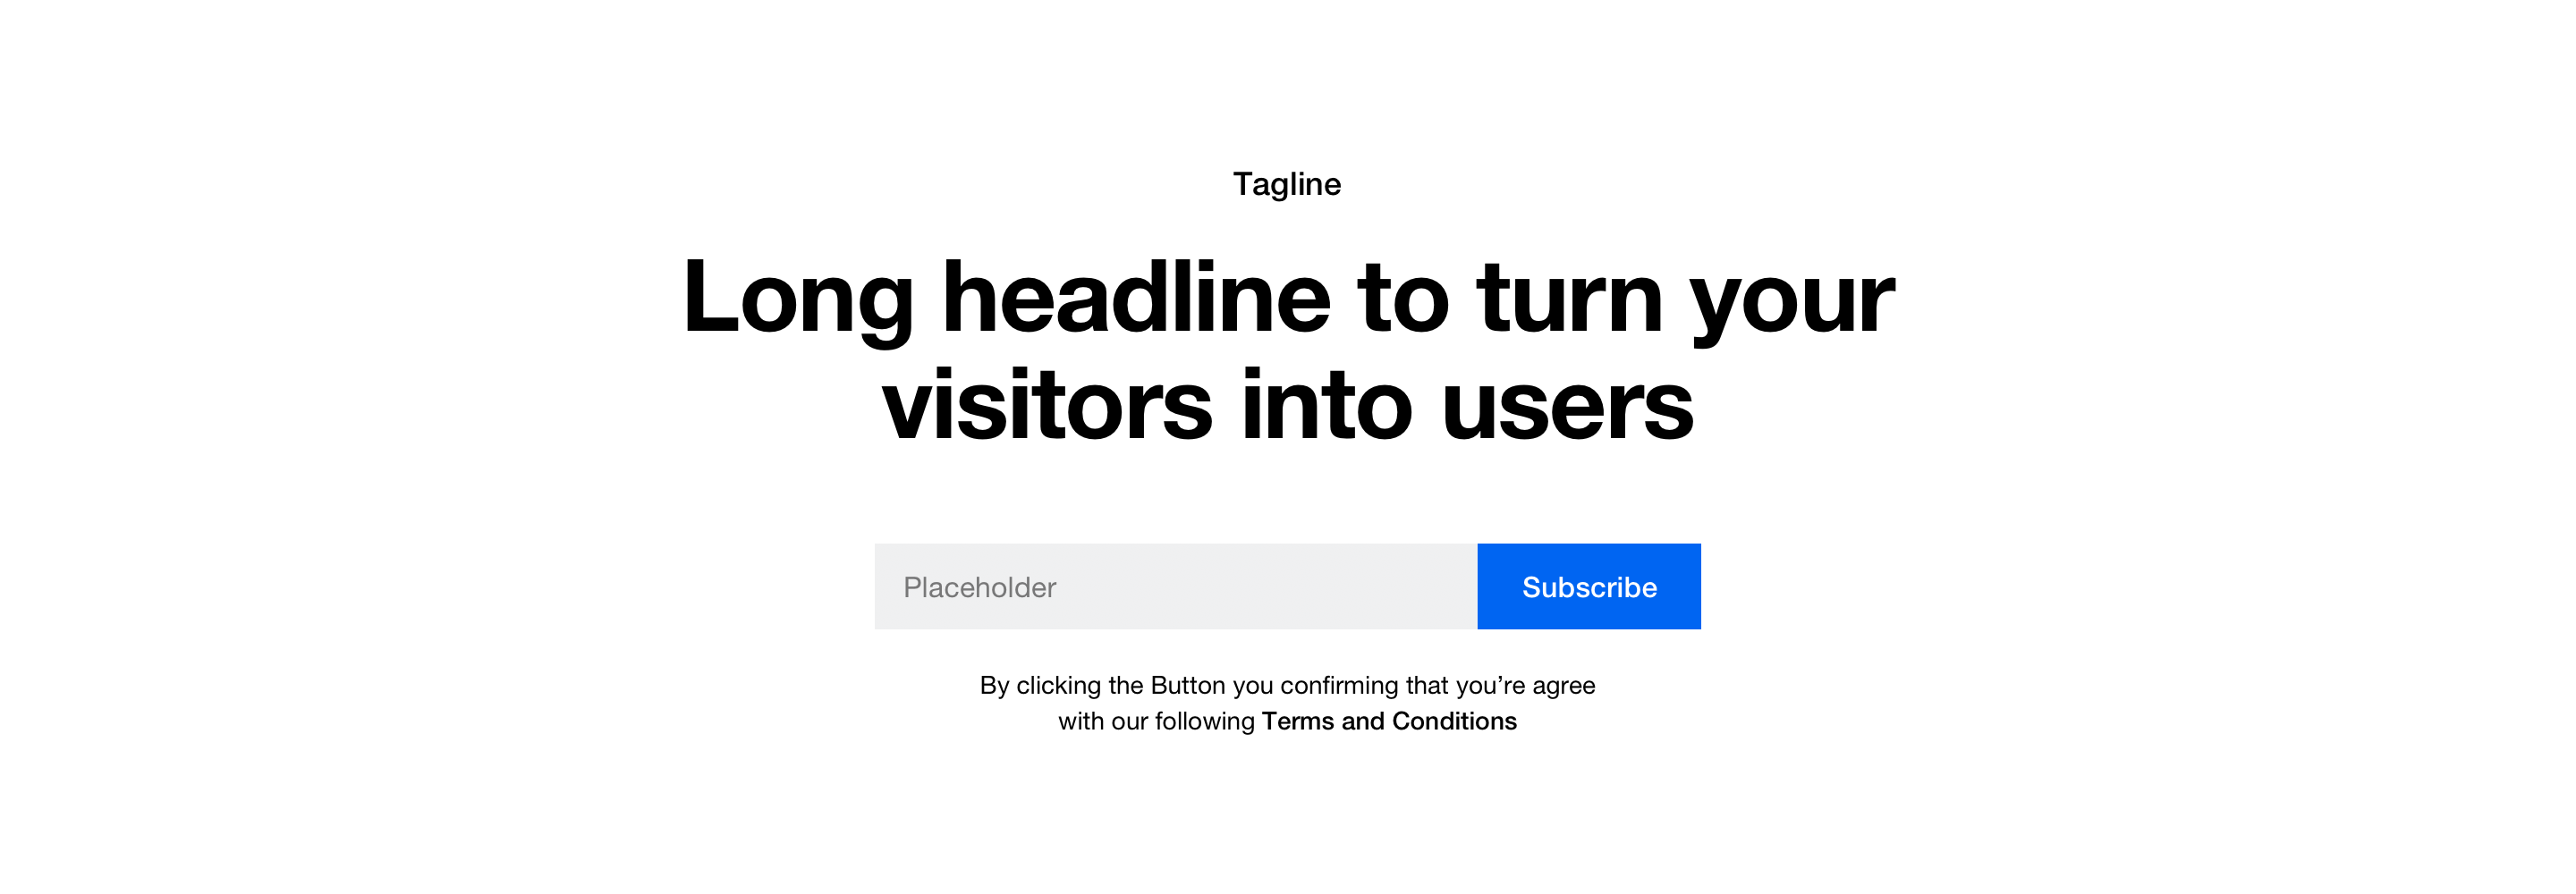 Tagline
Long headline to turn your
visitors into users
Placeholder
Subscribe
By clicking the Button you confirming that you’re agree
with our following Terms and Conditions